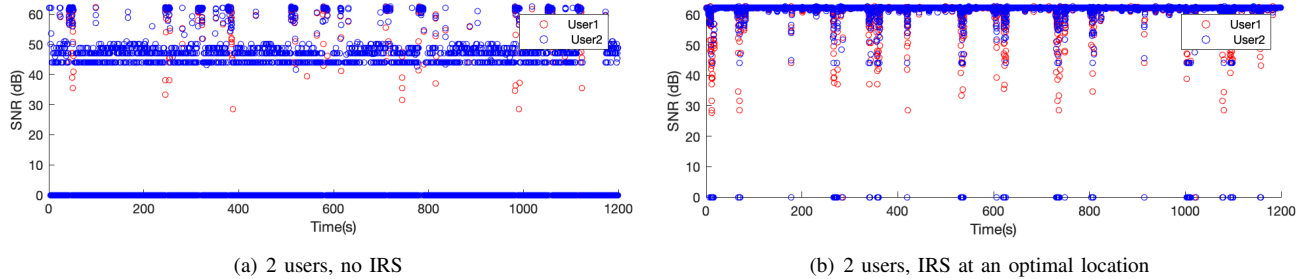 60
50
40
30
20
10
0
SNR (dB)
0 200 400 600 800 1000 1200
Time(s)
User1
User2
(a) 2 users, no IRS
60
50
40
30
20
10
0
SNR (dB)
0 200 400 600 800 1000 1200
Time(s)
User1
User2
(b) 2 users, IRS at an optimal location